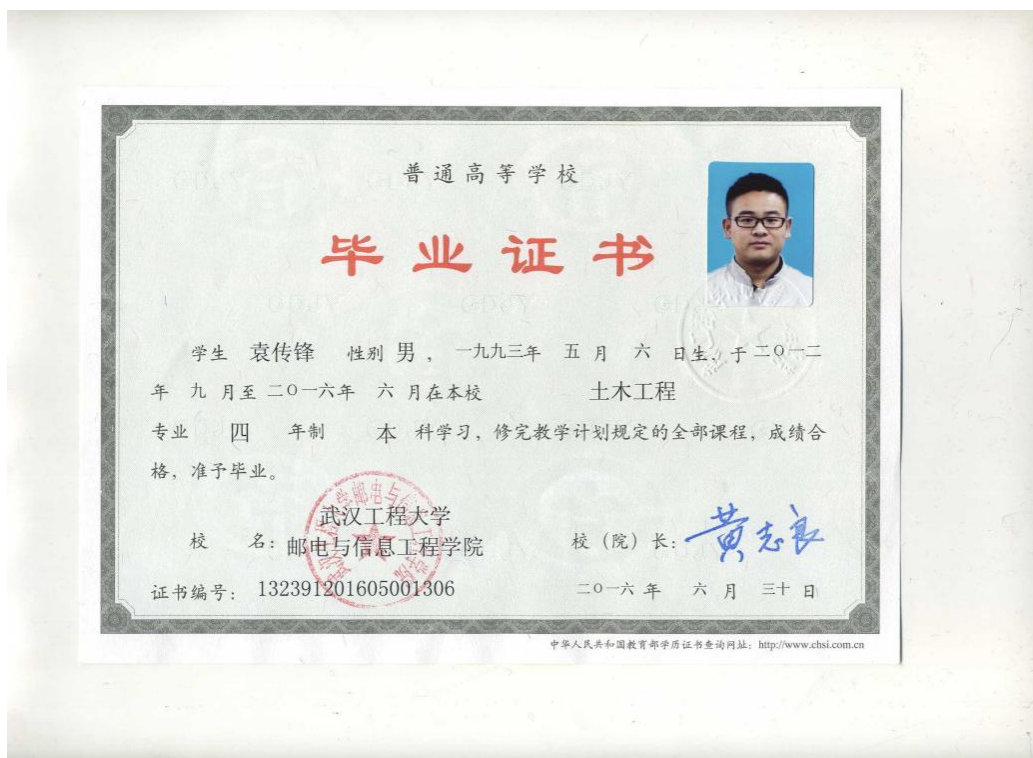 普通高等学校
毕业证书
学生 袁传锋 性别 男 , 一九九三年 五 月 六 日生、于 二〇一二
年 九 月至 二〇一六年 六 月在本校 土木工程
专业 四 年制 本 科学习，修完教学计划规定的全部课程，成绩合
格，准予毕业。
武汉工程大学
校 名：邮电与信息工程学院 校（院）长：黄志良
证书编号：132391201605001306 二〇一六 年 六 月 三十 日
中华人民共和国教育部学历证书查询网址：http://www.chsi.com.cn